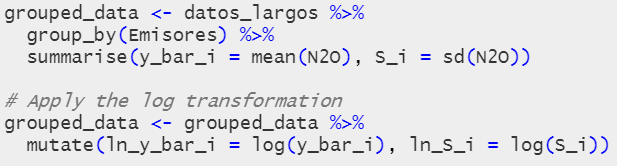 grouped_data <- datos_largos %>%
  group_by(Emisores) %>%
  summarise(y_bar_i = mean(N2O), S_i = sd(N2O))

# Apply the log transformation
grouped_data <- grouped_data %>%
  mutate(ln_y_bar_i = log(y_bar_i), ln_S_i = log(S_i))